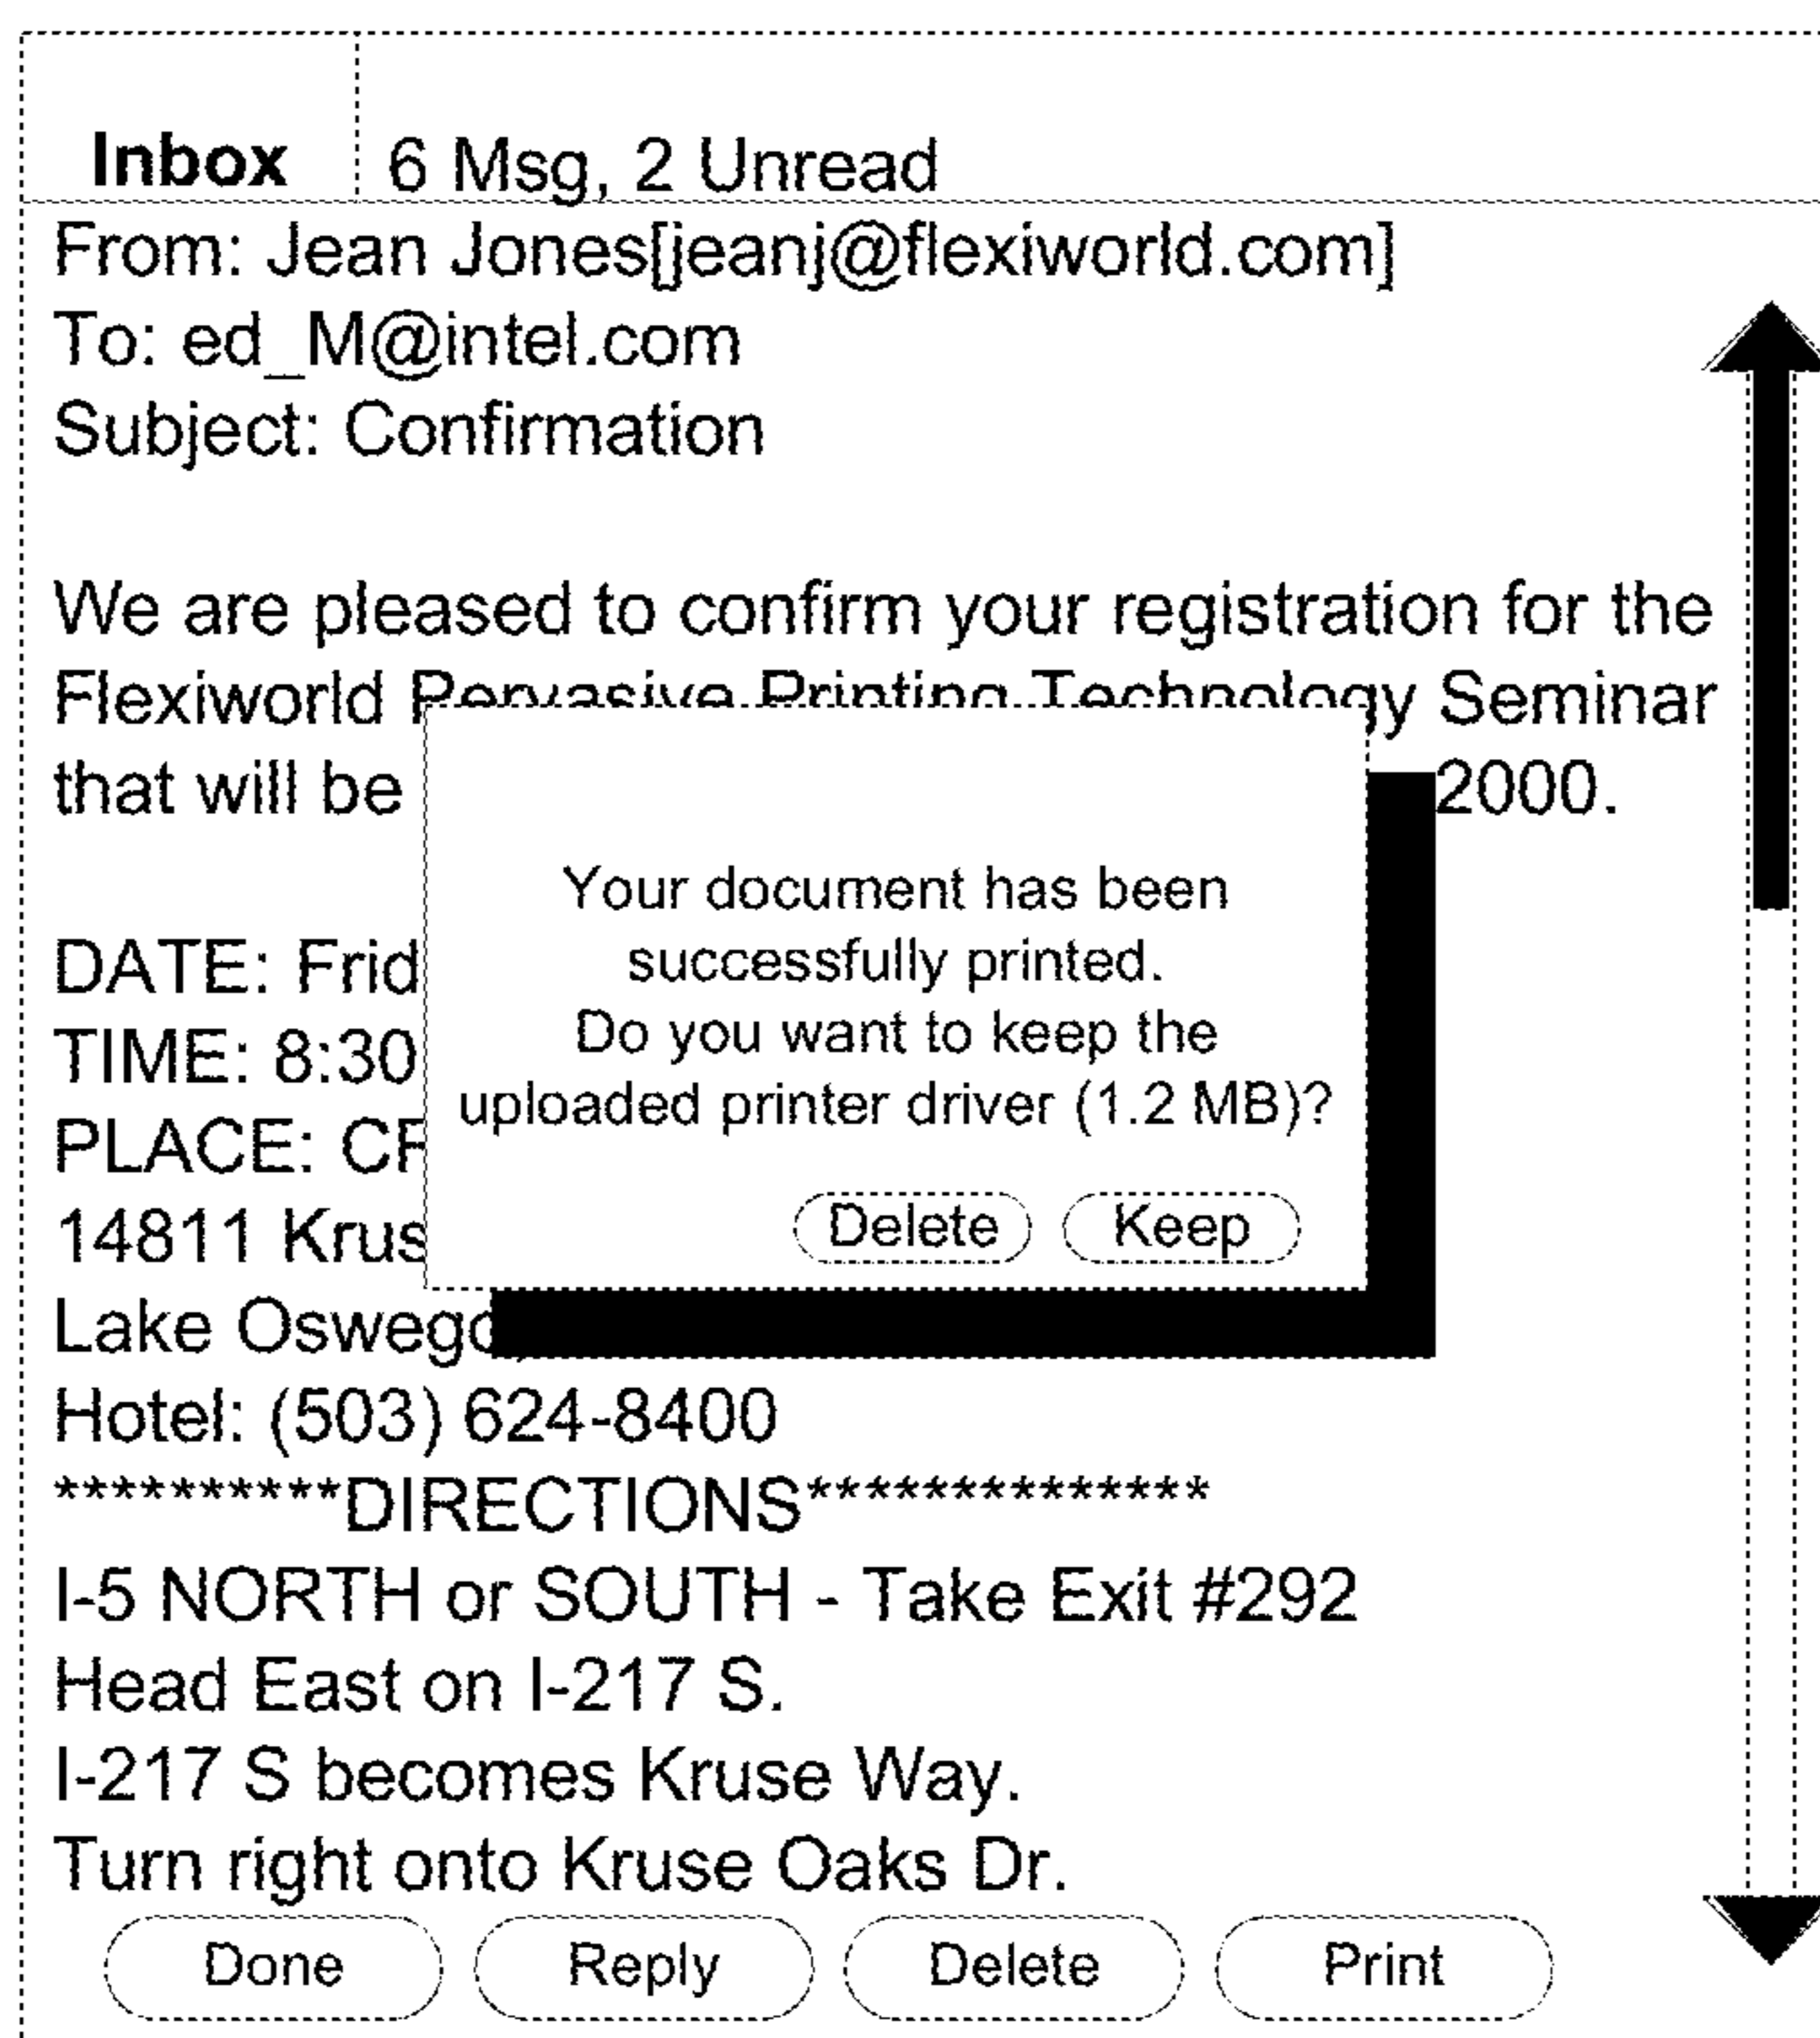 Inbox 6 Msg, 2 Unread
From: Jean Jones[jeanj@flexiworld.com]
To: ed_M@intel.com
Subject: Confirmation
We are pleased to confirm your registration for the
Flexiworld Pervasive Printing Technology Seminar
that will be 2000.
Your document has been
successfully printed.
Do you want to keep the
uploaded printer driver (1.2 MB)?
Delete Keep
DATE: Frid
TIME: 8:30
PLACE:
14811 Krus
Lake Oswego
Hotel: (503) 624-8400
**********DIRECTIONS**************
I-5 NORTH or SOUTH - Take Exit #292
Head East on I-217 S.
I-217 S becomes Kruse Way.
Turn right onto Kruse Oaks Dr.
Done Reply Delete Print